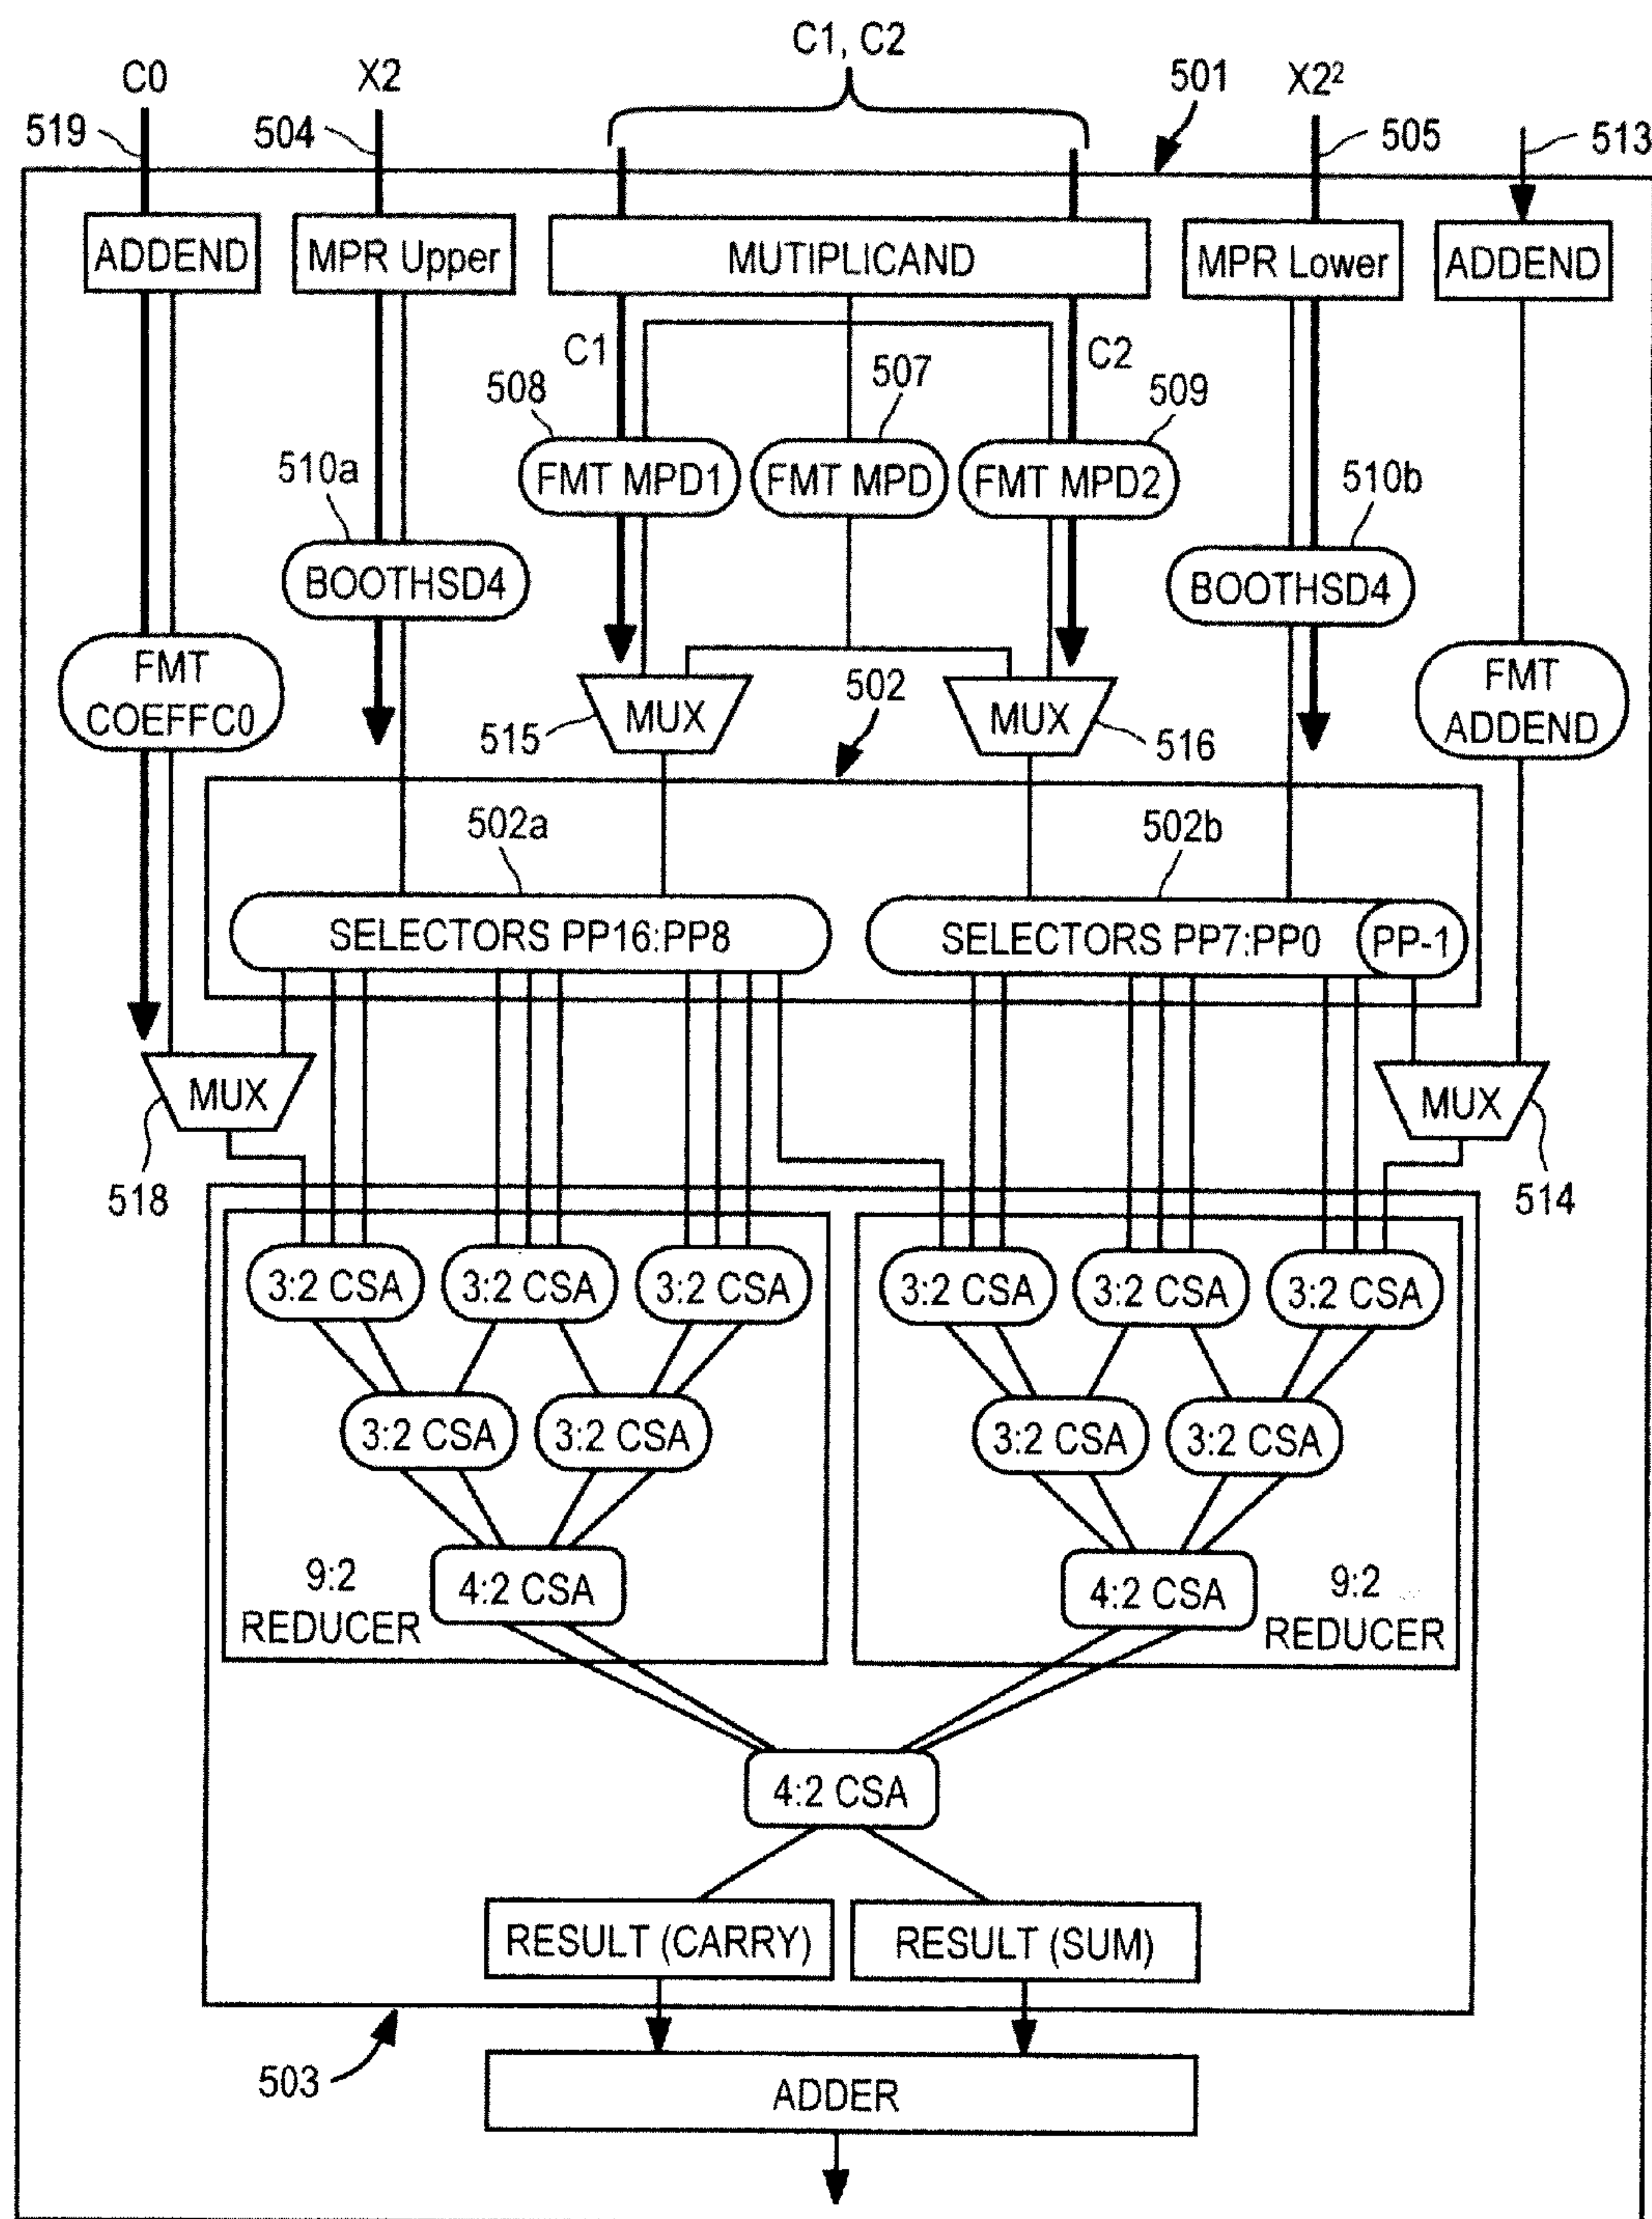 C1, C2
C0
X2
501
X2²
519
504
505
513
ADDEND
MPR Upper
MUTIPLICAND
MPR Lower
ADDEND
C1
C2
508
507
509
510a
FMT MPD1
FMT MPD
FMT MPD2
510b
BOOTHSD4
BOOTHSD4
FMT
COEFFC0
502
FMT
ADDEND
515
MUX
MUX
516
502a
502b
SELECTORS PP16:PP8
SELECTORS PP7:PP0
PP-1
MUX
MUX
518
514
3:2 CSA
3:2 CSA
3:2 CSA
3:2 CSA
3:2 CSA
3:2 CSA
3:2 CSA
3:2 CSA
3:2 CSA
3:2 CSA
9:2
REDUCER
4:2 CSA
4:2 CSA
9:2
REDUCER
4:2 CSA
RESULT (CARRY)
RESULT (SUM)
503
ADDER